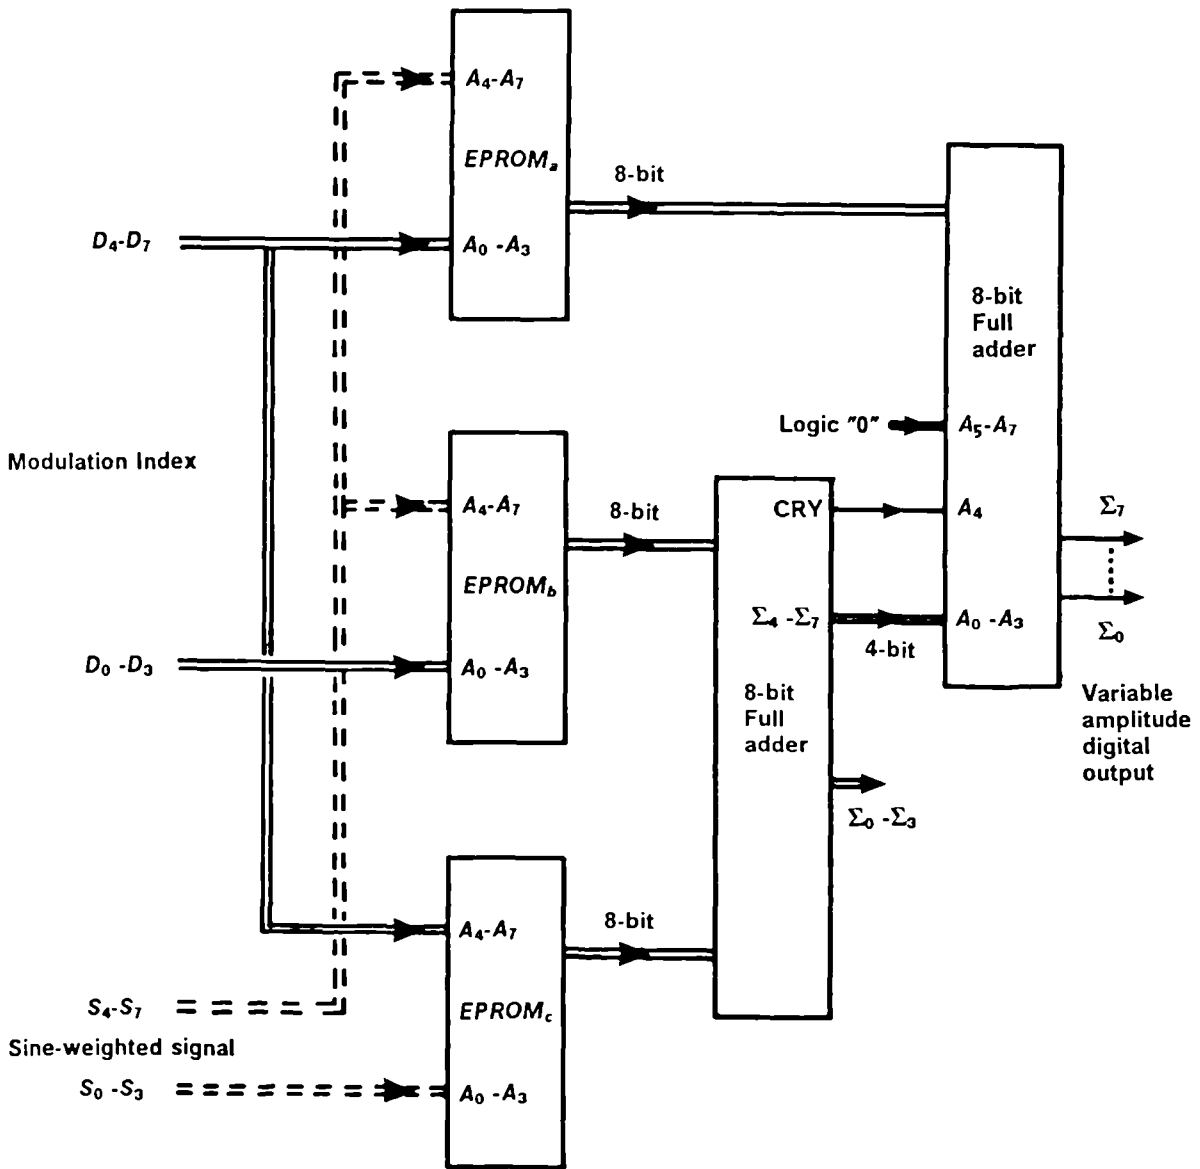 A₄-A₇
EPROMₐ
8-bit
D₄-D₇
A₀ -A₃
8-bit
Full
adder
Logic "0"
A₅-A₇
Modulation Index
A₄-A₇
8-bit
CRY
A₄
Σ₇
EPROM_b
Σ₄ -Σ₇
A₀ -A₃
Σ₀
4-bit
D₀ -D₃
A₀ -A₃
8-bit
Full
adder
Variable
amplitude
digital
output
Σ₀ -Σ₃
A₄-A₇
8-bit
S₄-S₇
EPROM_c
Sine-weighted signal
S₀ -S₃
A₀ -A₃